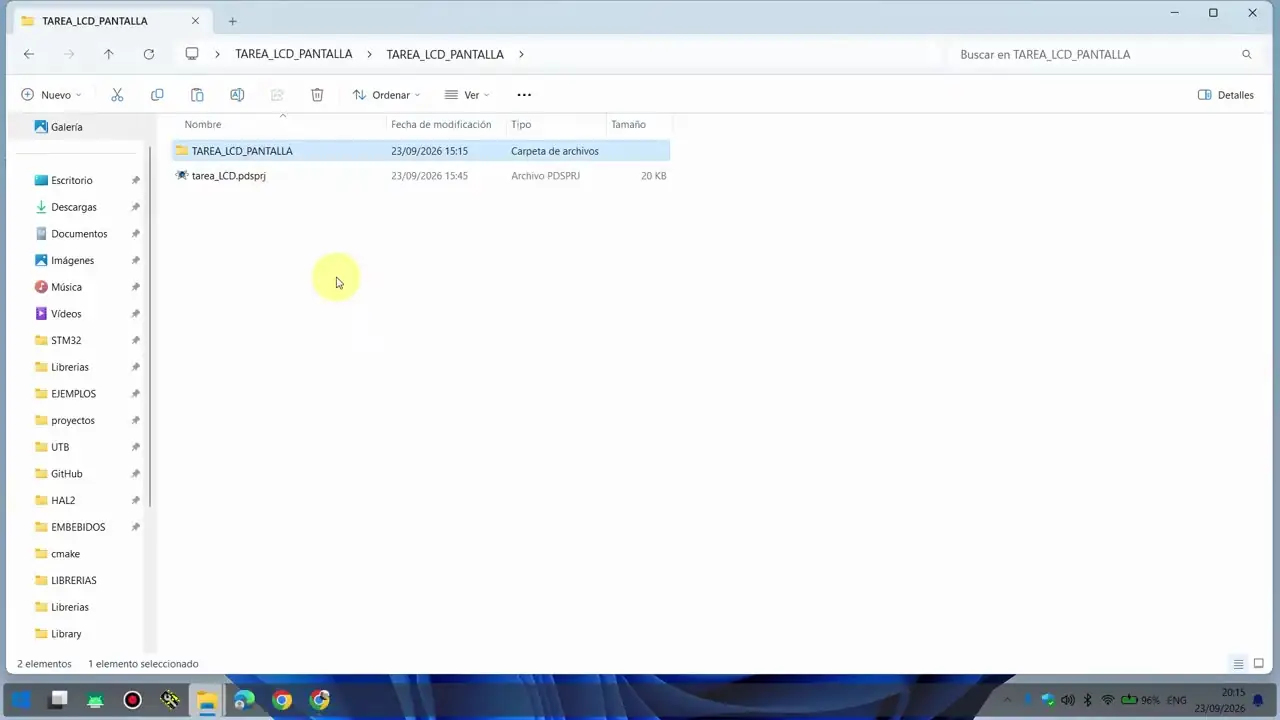 TAREA_LCD_PANTALLA
TAREA_LCD_PANTALLA TAREA_LCD_PANTALLA
Buscar en TAREA_LCD_PANTALLA
Nuevo Ordenar Ver Detalles
Galería
Nombre Fecha de modificación Tipo Tamaño
TAREA_LCD_PANTALLA 23/09/2026 15:15 Carpeta de archivos
tarea_LCD.pdsprj 23/09/2026 15:45 Archivo PDSPRJ 20 KB
Escritorio
Descargas
Documentos
Imágenes
Música
Vídeos
STM32
Librerias
EJEMPLOS
proyectos
UTB
GitHub
HAL2
EMBEBIDOS
cmake
LIBRERIAS
Librerias
Library
2 elementos 1 elemento seleccionado
96% ENG
20:15
23/09/2026